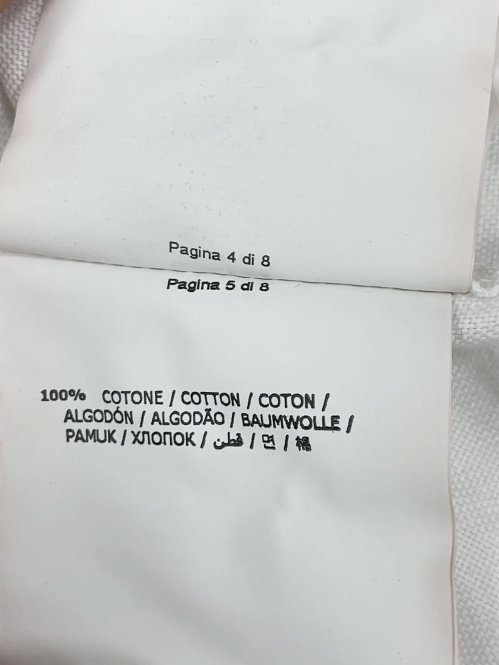 Pagina 4 di 8
Pagina 5 di 8
100% COTONE / COTTON / COTON /
ALGODÓN / ALGODÃO / BAUMWOLLE /
PAMUK / ХЛОПОК / قطن / 면 / 棉